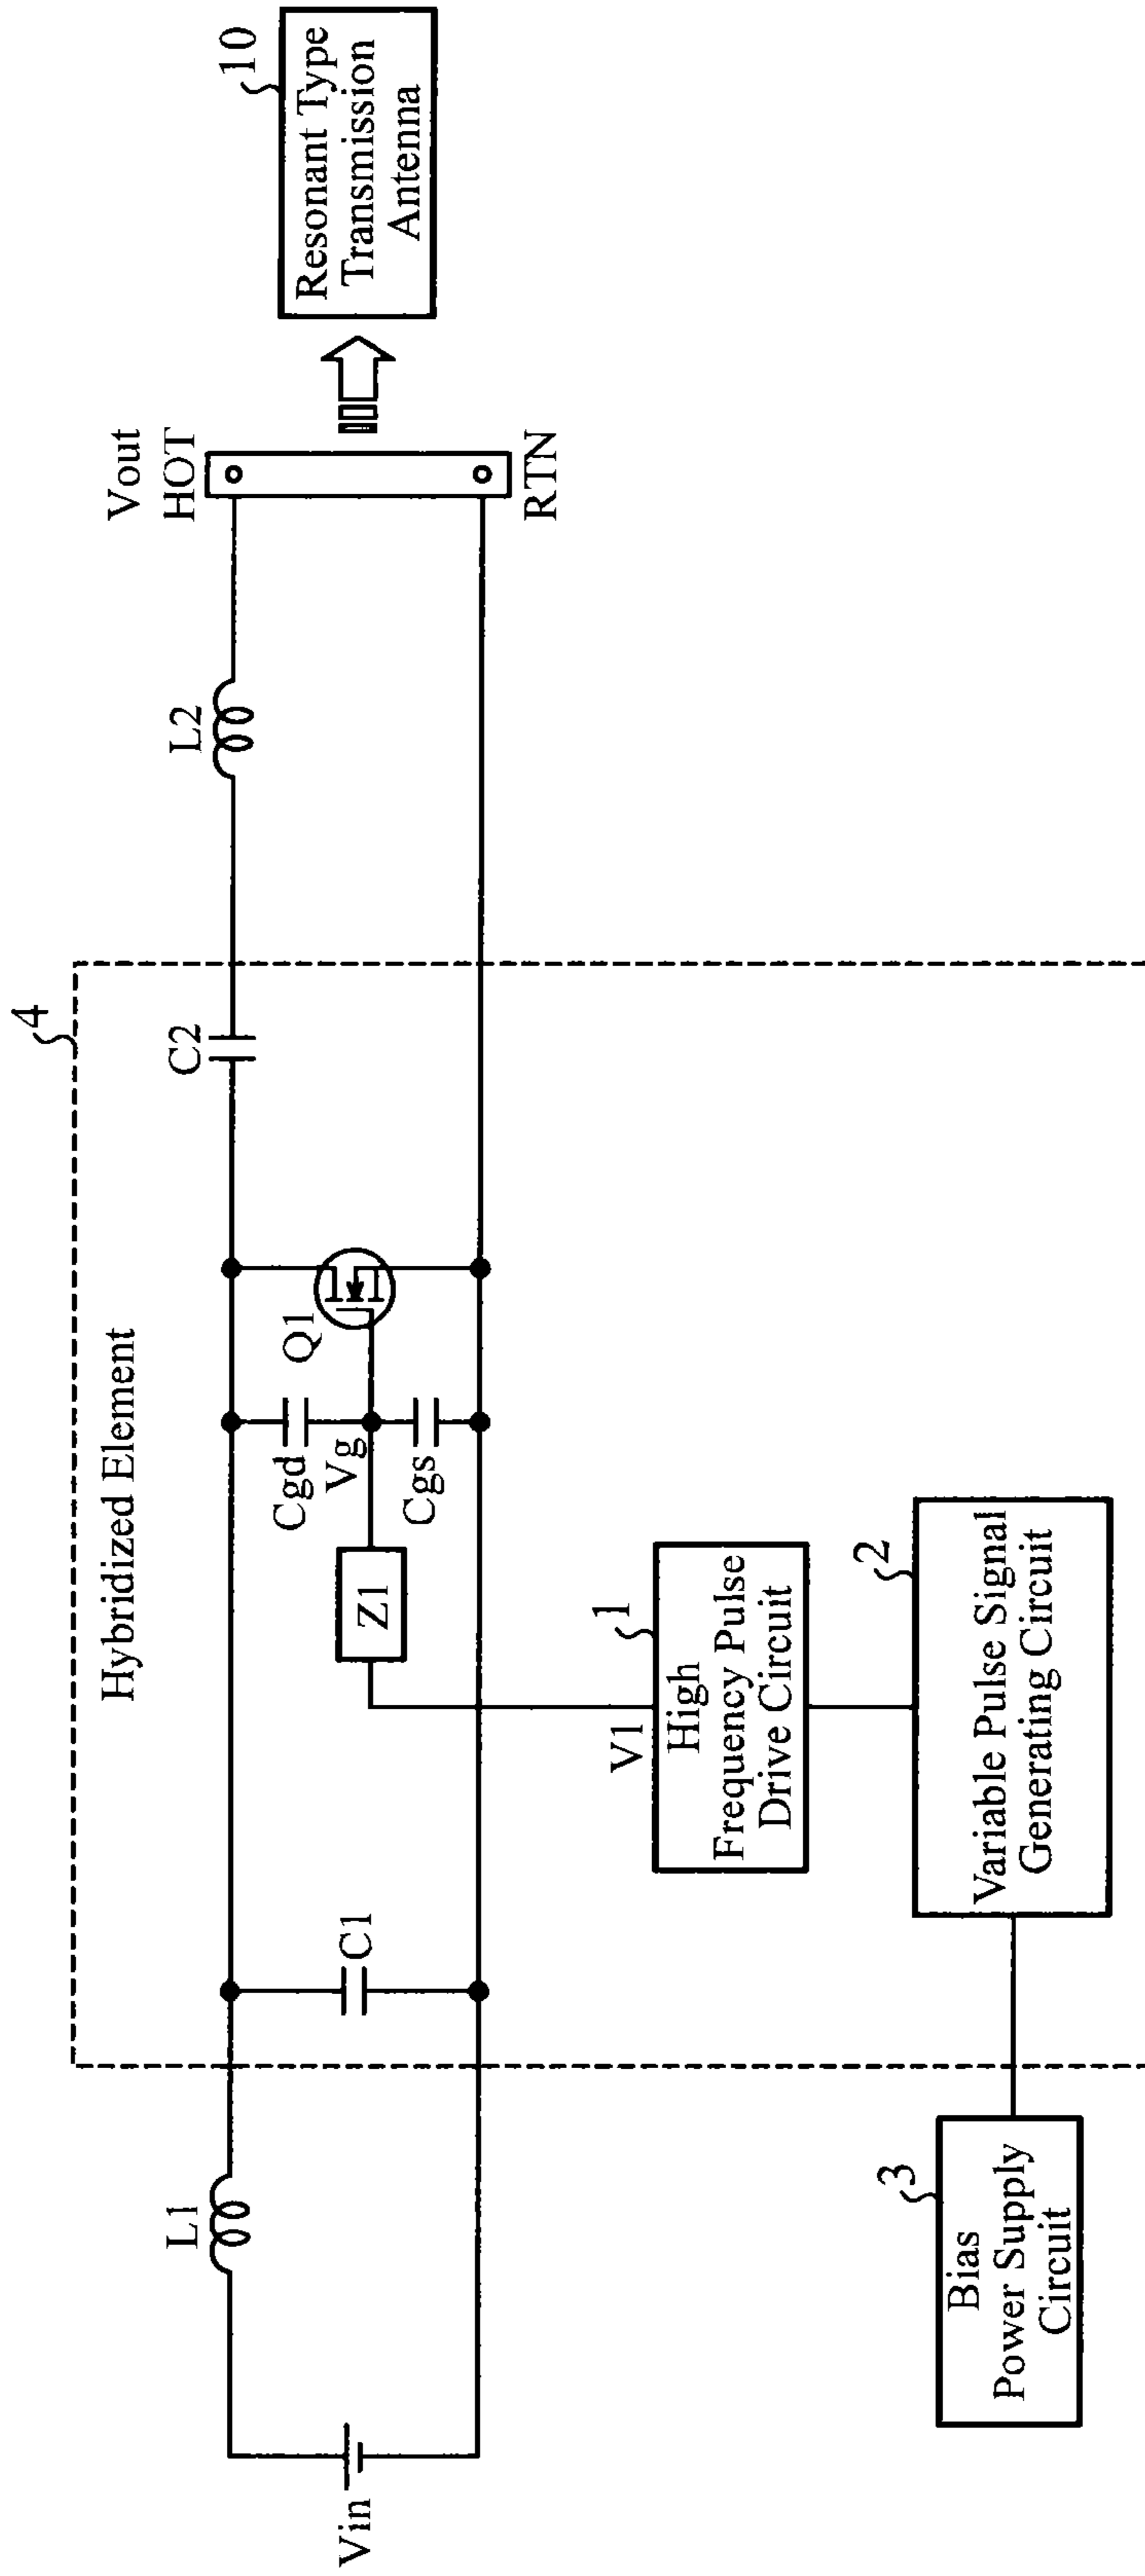 4
Hybridized Element
Vin
L1
C1
Z1
Cgd
Vg
Cgs
Q1
C2
L2
Vout
HOT
RTN
10
Resonant Type
Transmission
Antenna
V1
1
High
Frequency Pulse
Drive Circuit
2
Variable Pulse Signal
Generating Circuit
3
Bias
Power Supply
Circuit